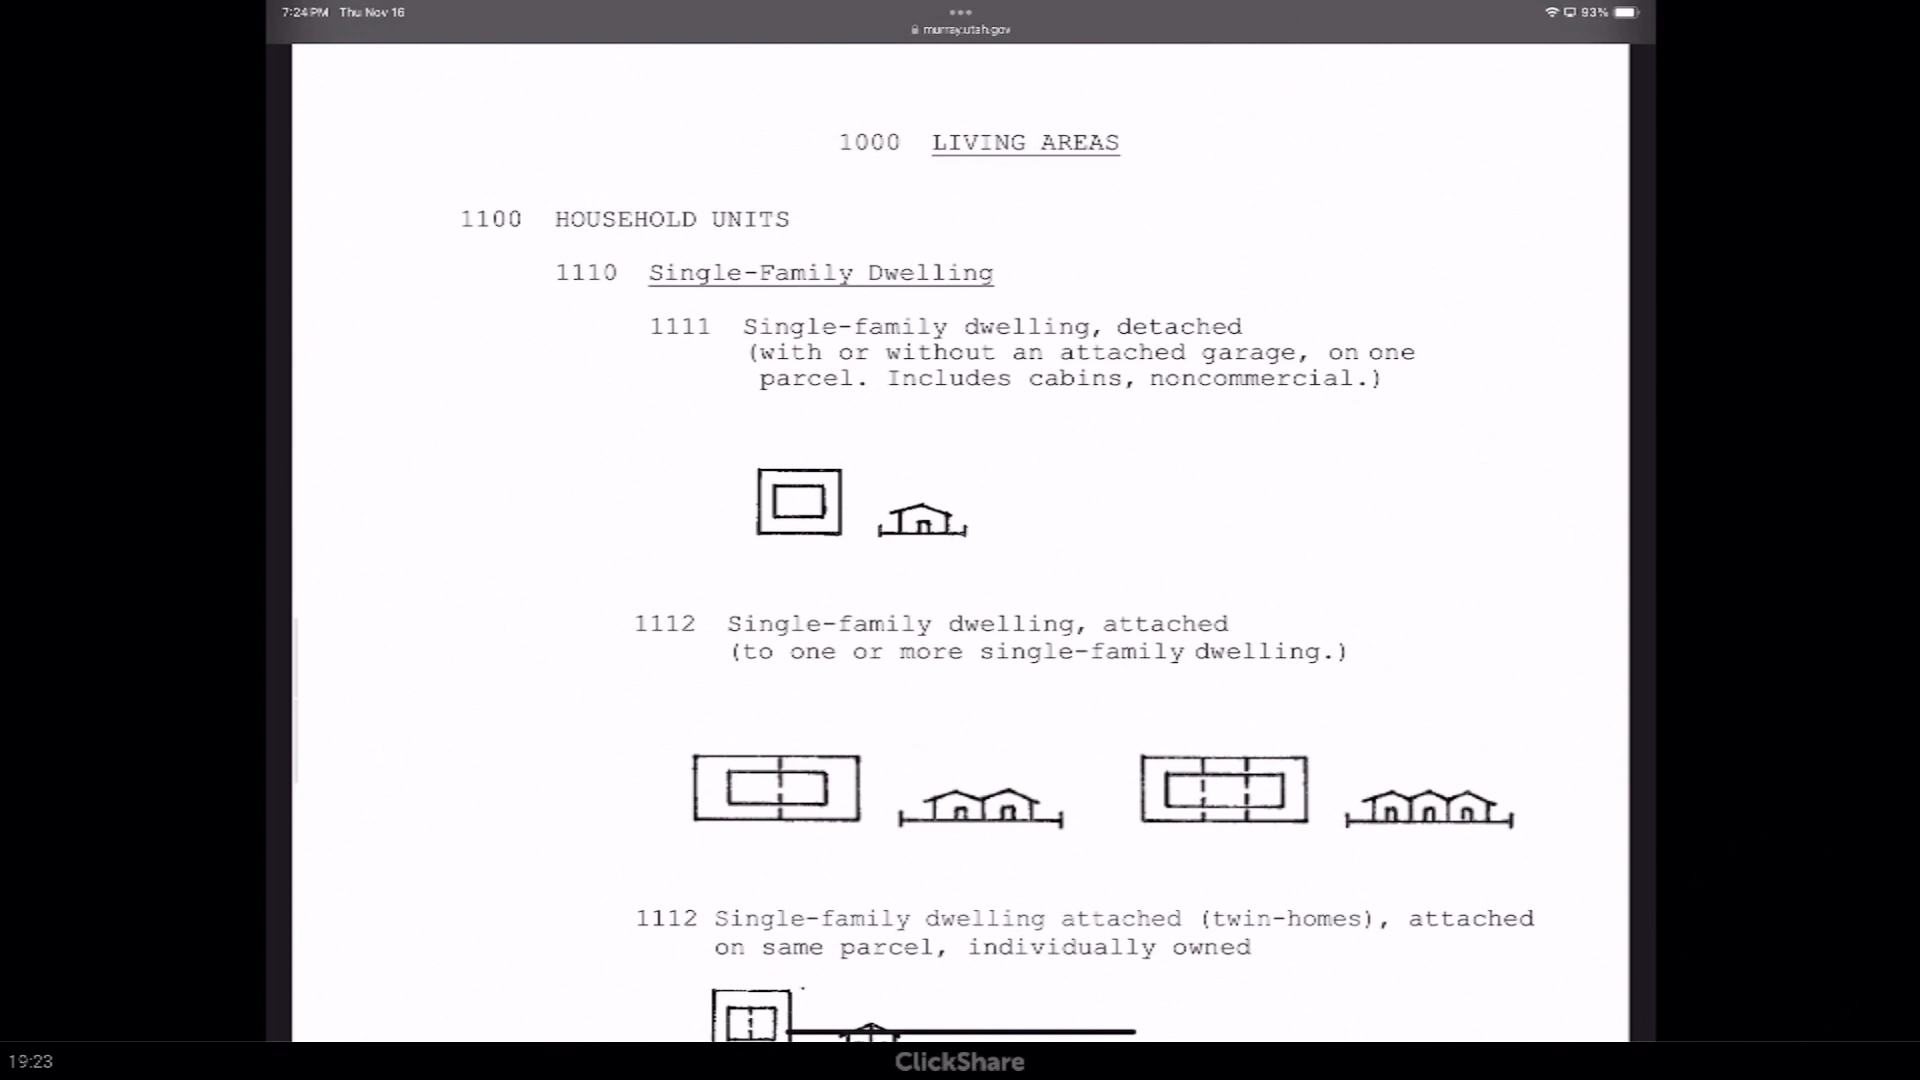 7:24 PM Thu Nov 16
93%
murray.utah.gov
1000 LIVING AREAS
1100 HOUSEHOLD UNITS
1110 Single-Family Dwelling
1111 Single-family dwelling, detached
(with or without an attached garage, on one
parcel. Includes cabins, noncommercial.)
1112 Single-family dwelling, attached
(to one or more single-family dwelling.)
1112 Single-family dwelling attached (twin-homes), attached
on same parcel, individually owned
19:23
ClickShare